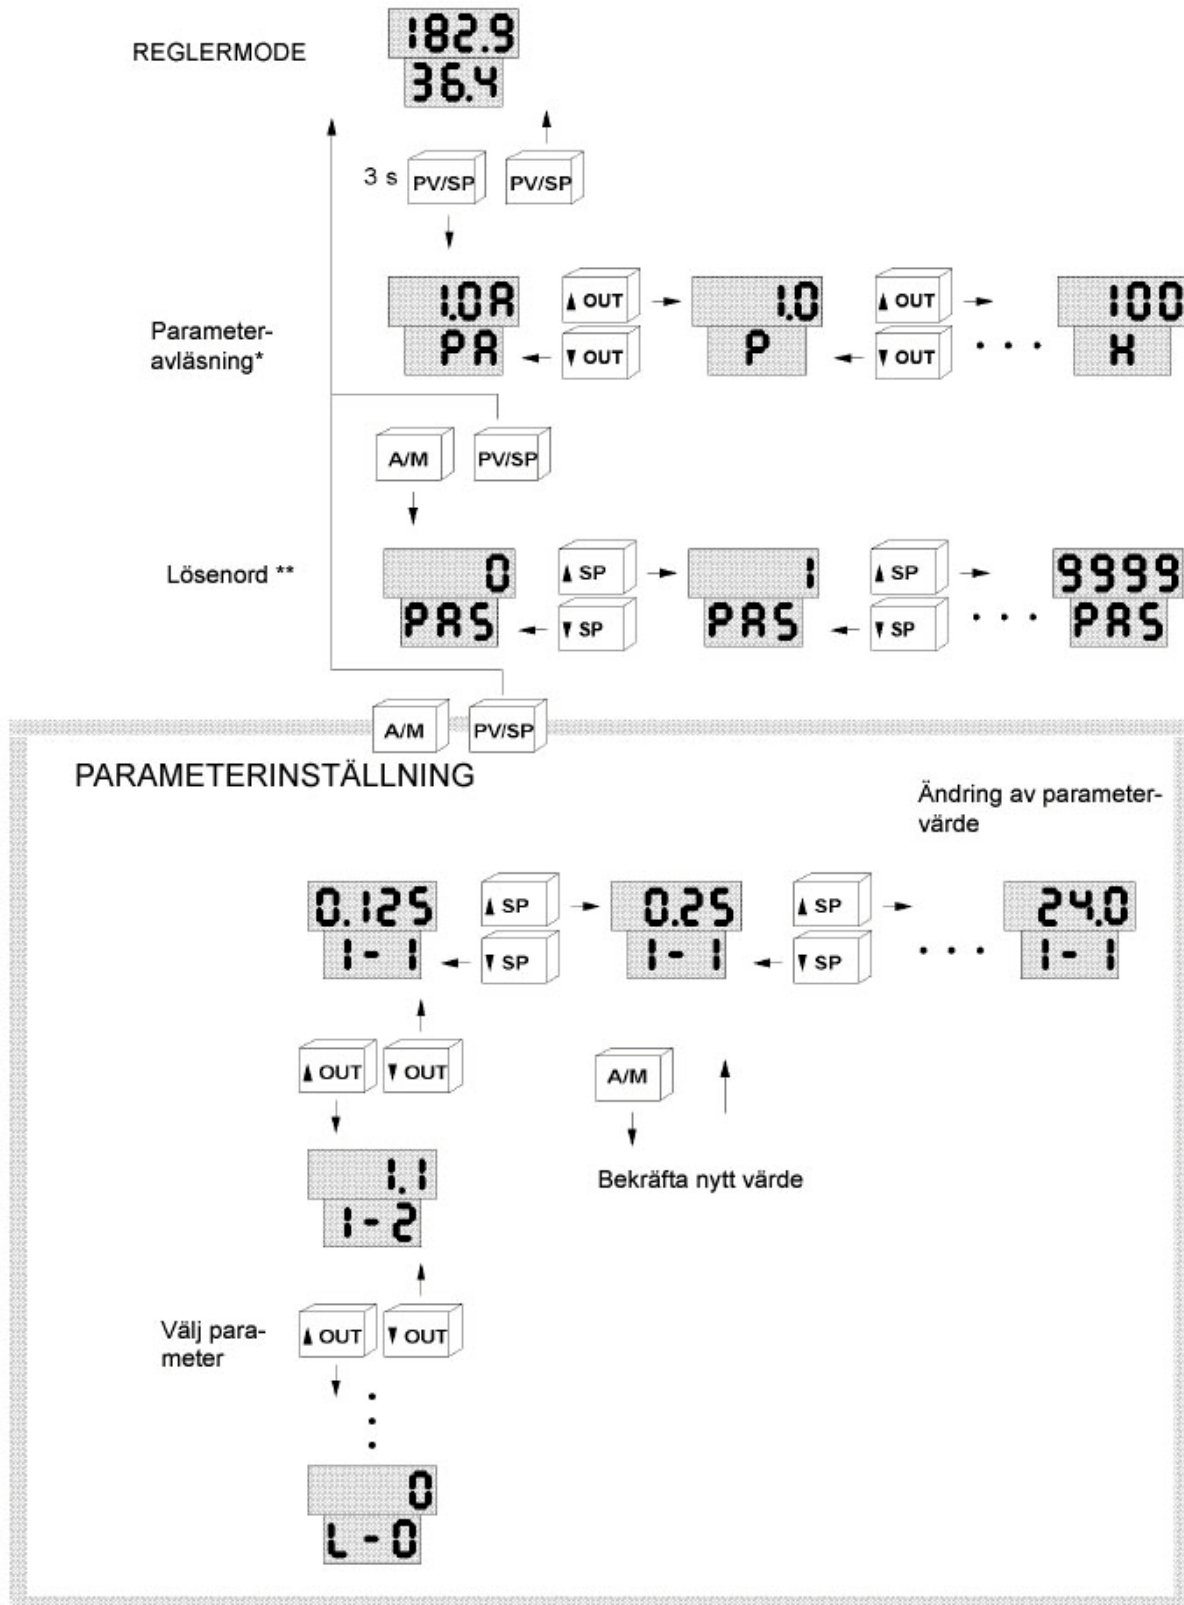 REGLERMODE
182.9
36.4
3 s PV/SP PV/SP
Parameter-
avläsning*
1.0A ▲ OUT 1.0 ▲ OUT 100
PA ▼ OUT P ▼ OUT • • •
A/M PV/SP
Lösenord **
0 ▲ SP 1 ▲ SP 9999
PAS ▼ SP PAS ▼ SP • • • PAS
A/M PV/SP
PARAMETERINSTÄLLNING
Ändring av parameter-
värde
0.125 ▲ SP 0.25 ▲ SP 24.0
1-1 ▼ SP 1-1 ▼ SP • • • 1-1
▲ OUT ▼ OUT
A/M
1.1
1-2
Bekräfta nytt värde
Välj para-
meter
▲ OUT ▼ OUT
0
L-0